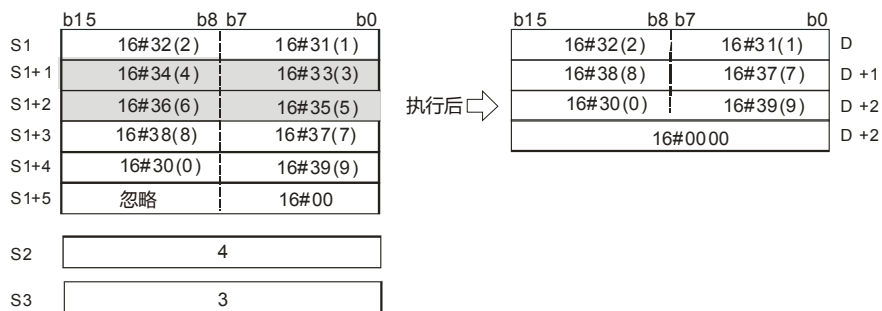 b15 b8 b7 b0
S1 16#32(2) 16#31(1)
S1+1 16#34(4) 16#33(3)
S1+2 16#36(6) 16#35(5)
S1+3 16#38(8) 16#37(7)
S1+4 16#30(0) 16#39(9)
S1+5 忽略 16#00
S2 4
S3 3
执行后
b15 b8 b7 b0
16#32(2) 16#31(1) D
16#38(8) 16#37(7) D+1
16#30(0) 16#39(9) D+2
16#0000 D+2